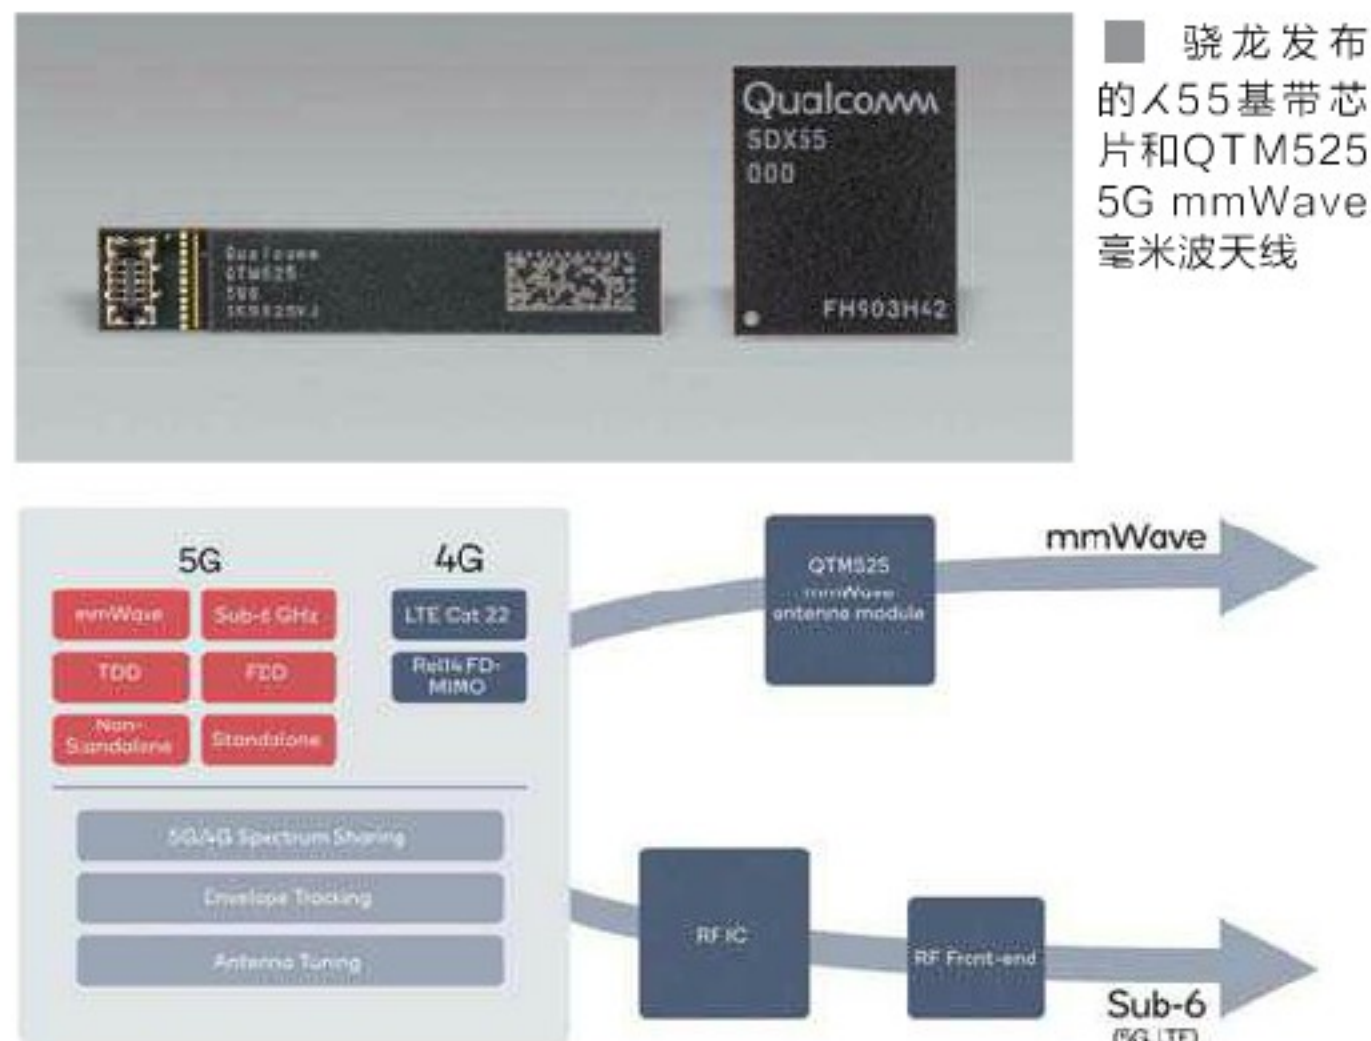 骁龙发布
的X55基带芯
片和QTM525
5G mmWave
毫米波天线
Qualcomm
SDX55
000
FH903H42
Qualcomm
QTM525
5G
4G
mmWave
Sub-6 GHz
LTE Cat 22
TDD
FDD
Rel14 FD-
MIMO
Non-
Standalone
Standalone
5G/4G Spectrum Sharing
Envelope Tracking
Antenna Tuning
QTM525
mmWave
antenna module
mmWave
RF IC
RF Front-end
Sub-6
(5G LTE)